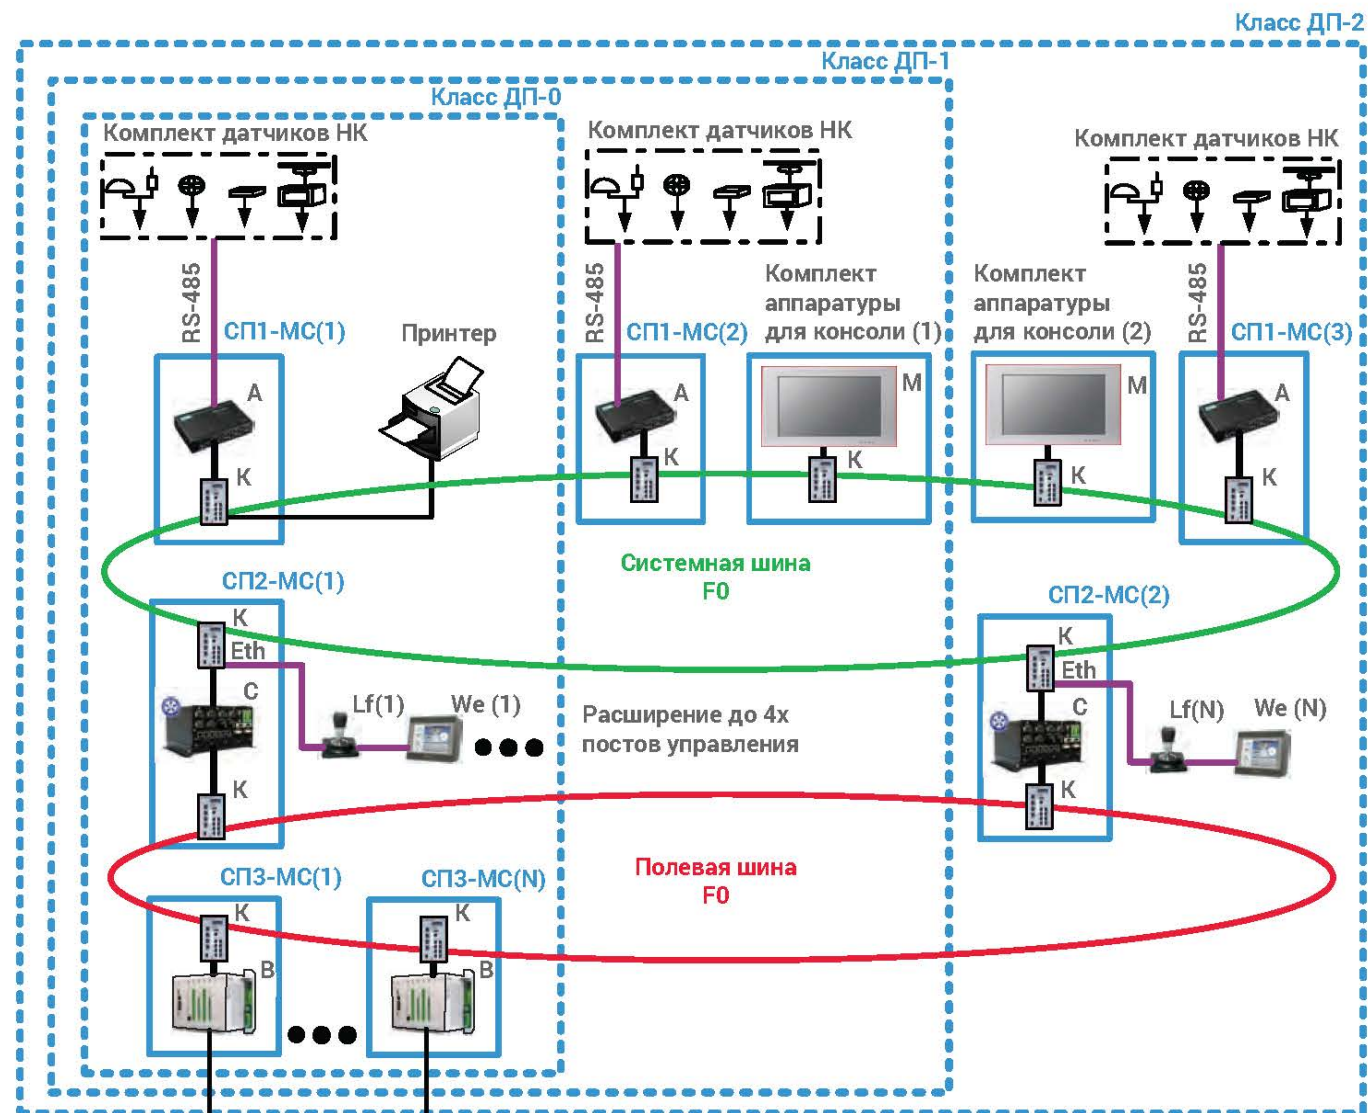 Класс ДП-2
Класс ДП-1
Класс ДП-0
Комплект датчиков НК
Комплект датчиков НК
Комплект датчиков НК
RS-485
СП1-МС(1)
Принтер
RS-485
СП1-МС(2)
Комплект
аппаратуры
для консоли (1)
Комплект
аппаратуры
для консоли (2)
RS-485
СП1-МС(3)
A
K
A
K
M
K
M
K
A
K
Системная шина
F0
СП2-МС(1)
K
Eth
C
K
Lf(1)
We (1)
Расширение до 4х
постов управления
СП2-МС(2)
K
Eth
C
K
Lf(N)
We (N)
Полевая шина
F0
СП3-МС(1)
K
B
СП3-МС(N)
K
B